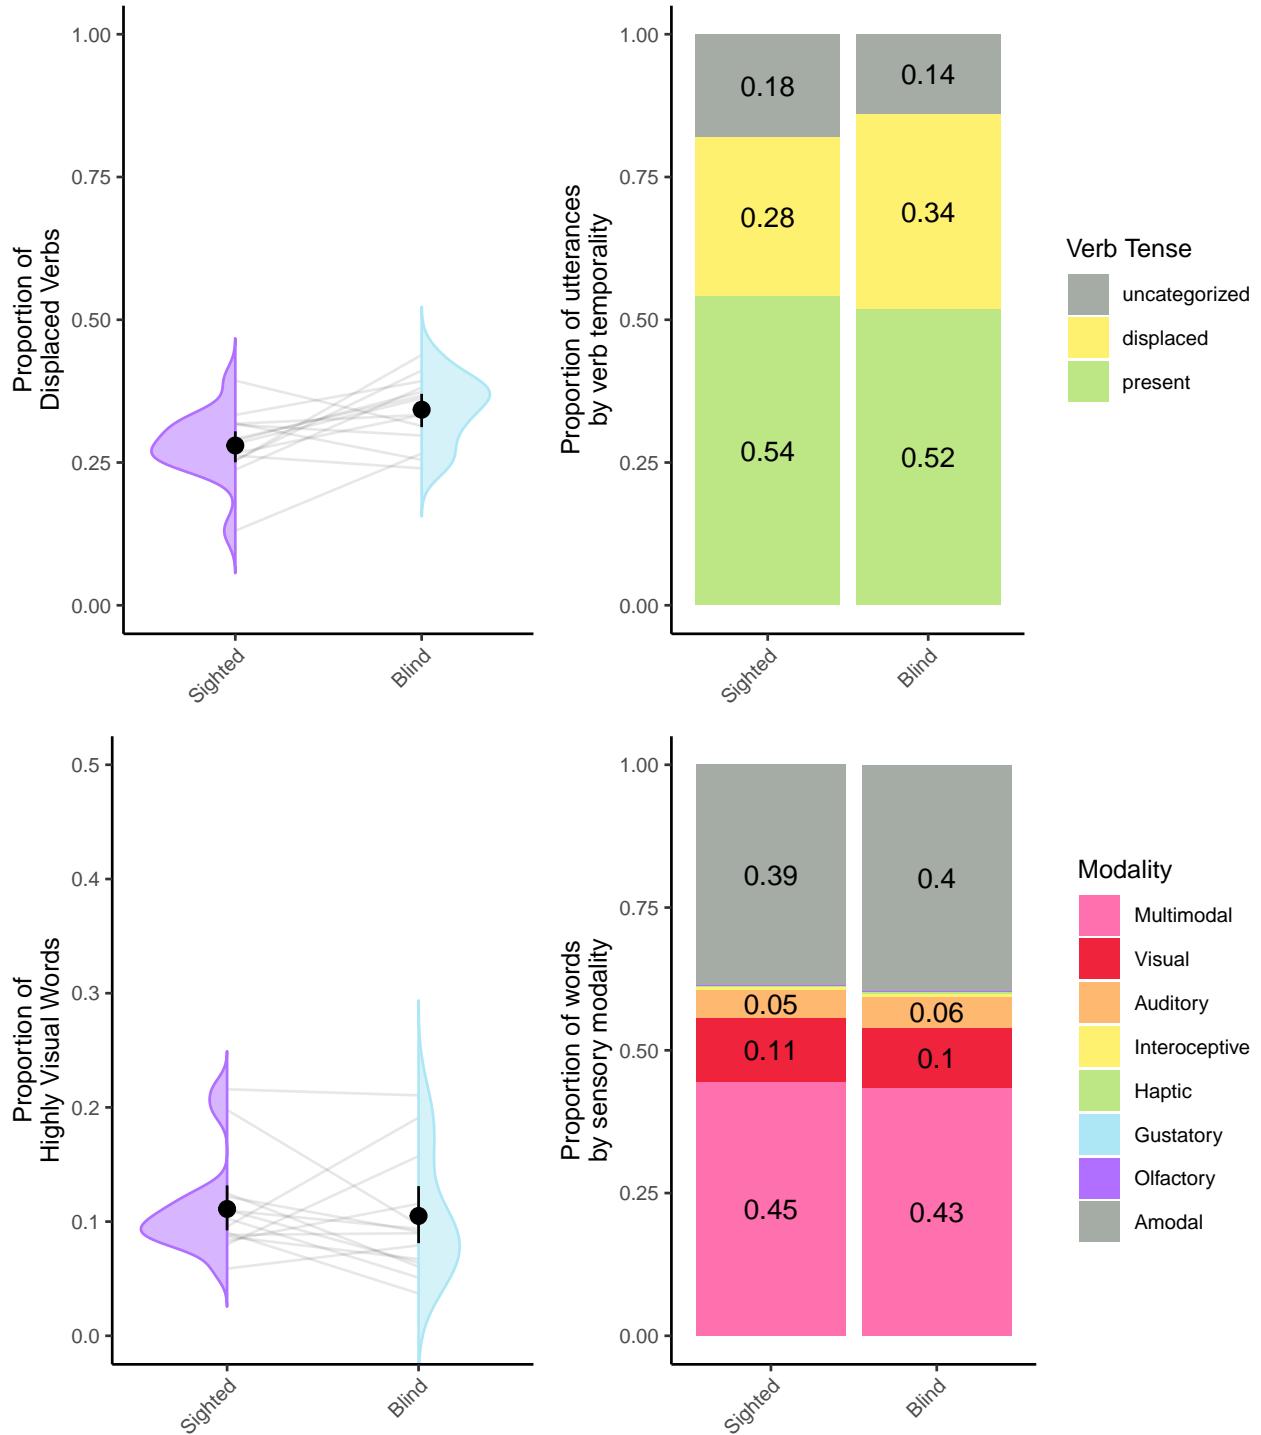 1.00
0.75
0.50
0.25
0.00
Proportion of
Displaced Verbs
Sighted
Blind
1.00
0.75
0.50
0.25
0.00
Proportion of utterances
by verb temporality
0.18
0.14
0.28
0.34
0.54
0.52
Sighted
Blind
Verb Tense
uncategorized
displaced
present
0.5
0.4
0.3
0.2
0.1
0.0
Proportion of
Highly Visual Words
Sighted
Blind
1.00
0.75
0.50
0.25
0.00
Proportion of words
by sensory modality
0.39
0.4
0.05
0.06
0.11
0.1
0.45
0.43
Sighted
Blind
Modality
Multimodal
Visual
Auditory
Interoceptive
Haptic
Gustatory
Olfactory
Amodal